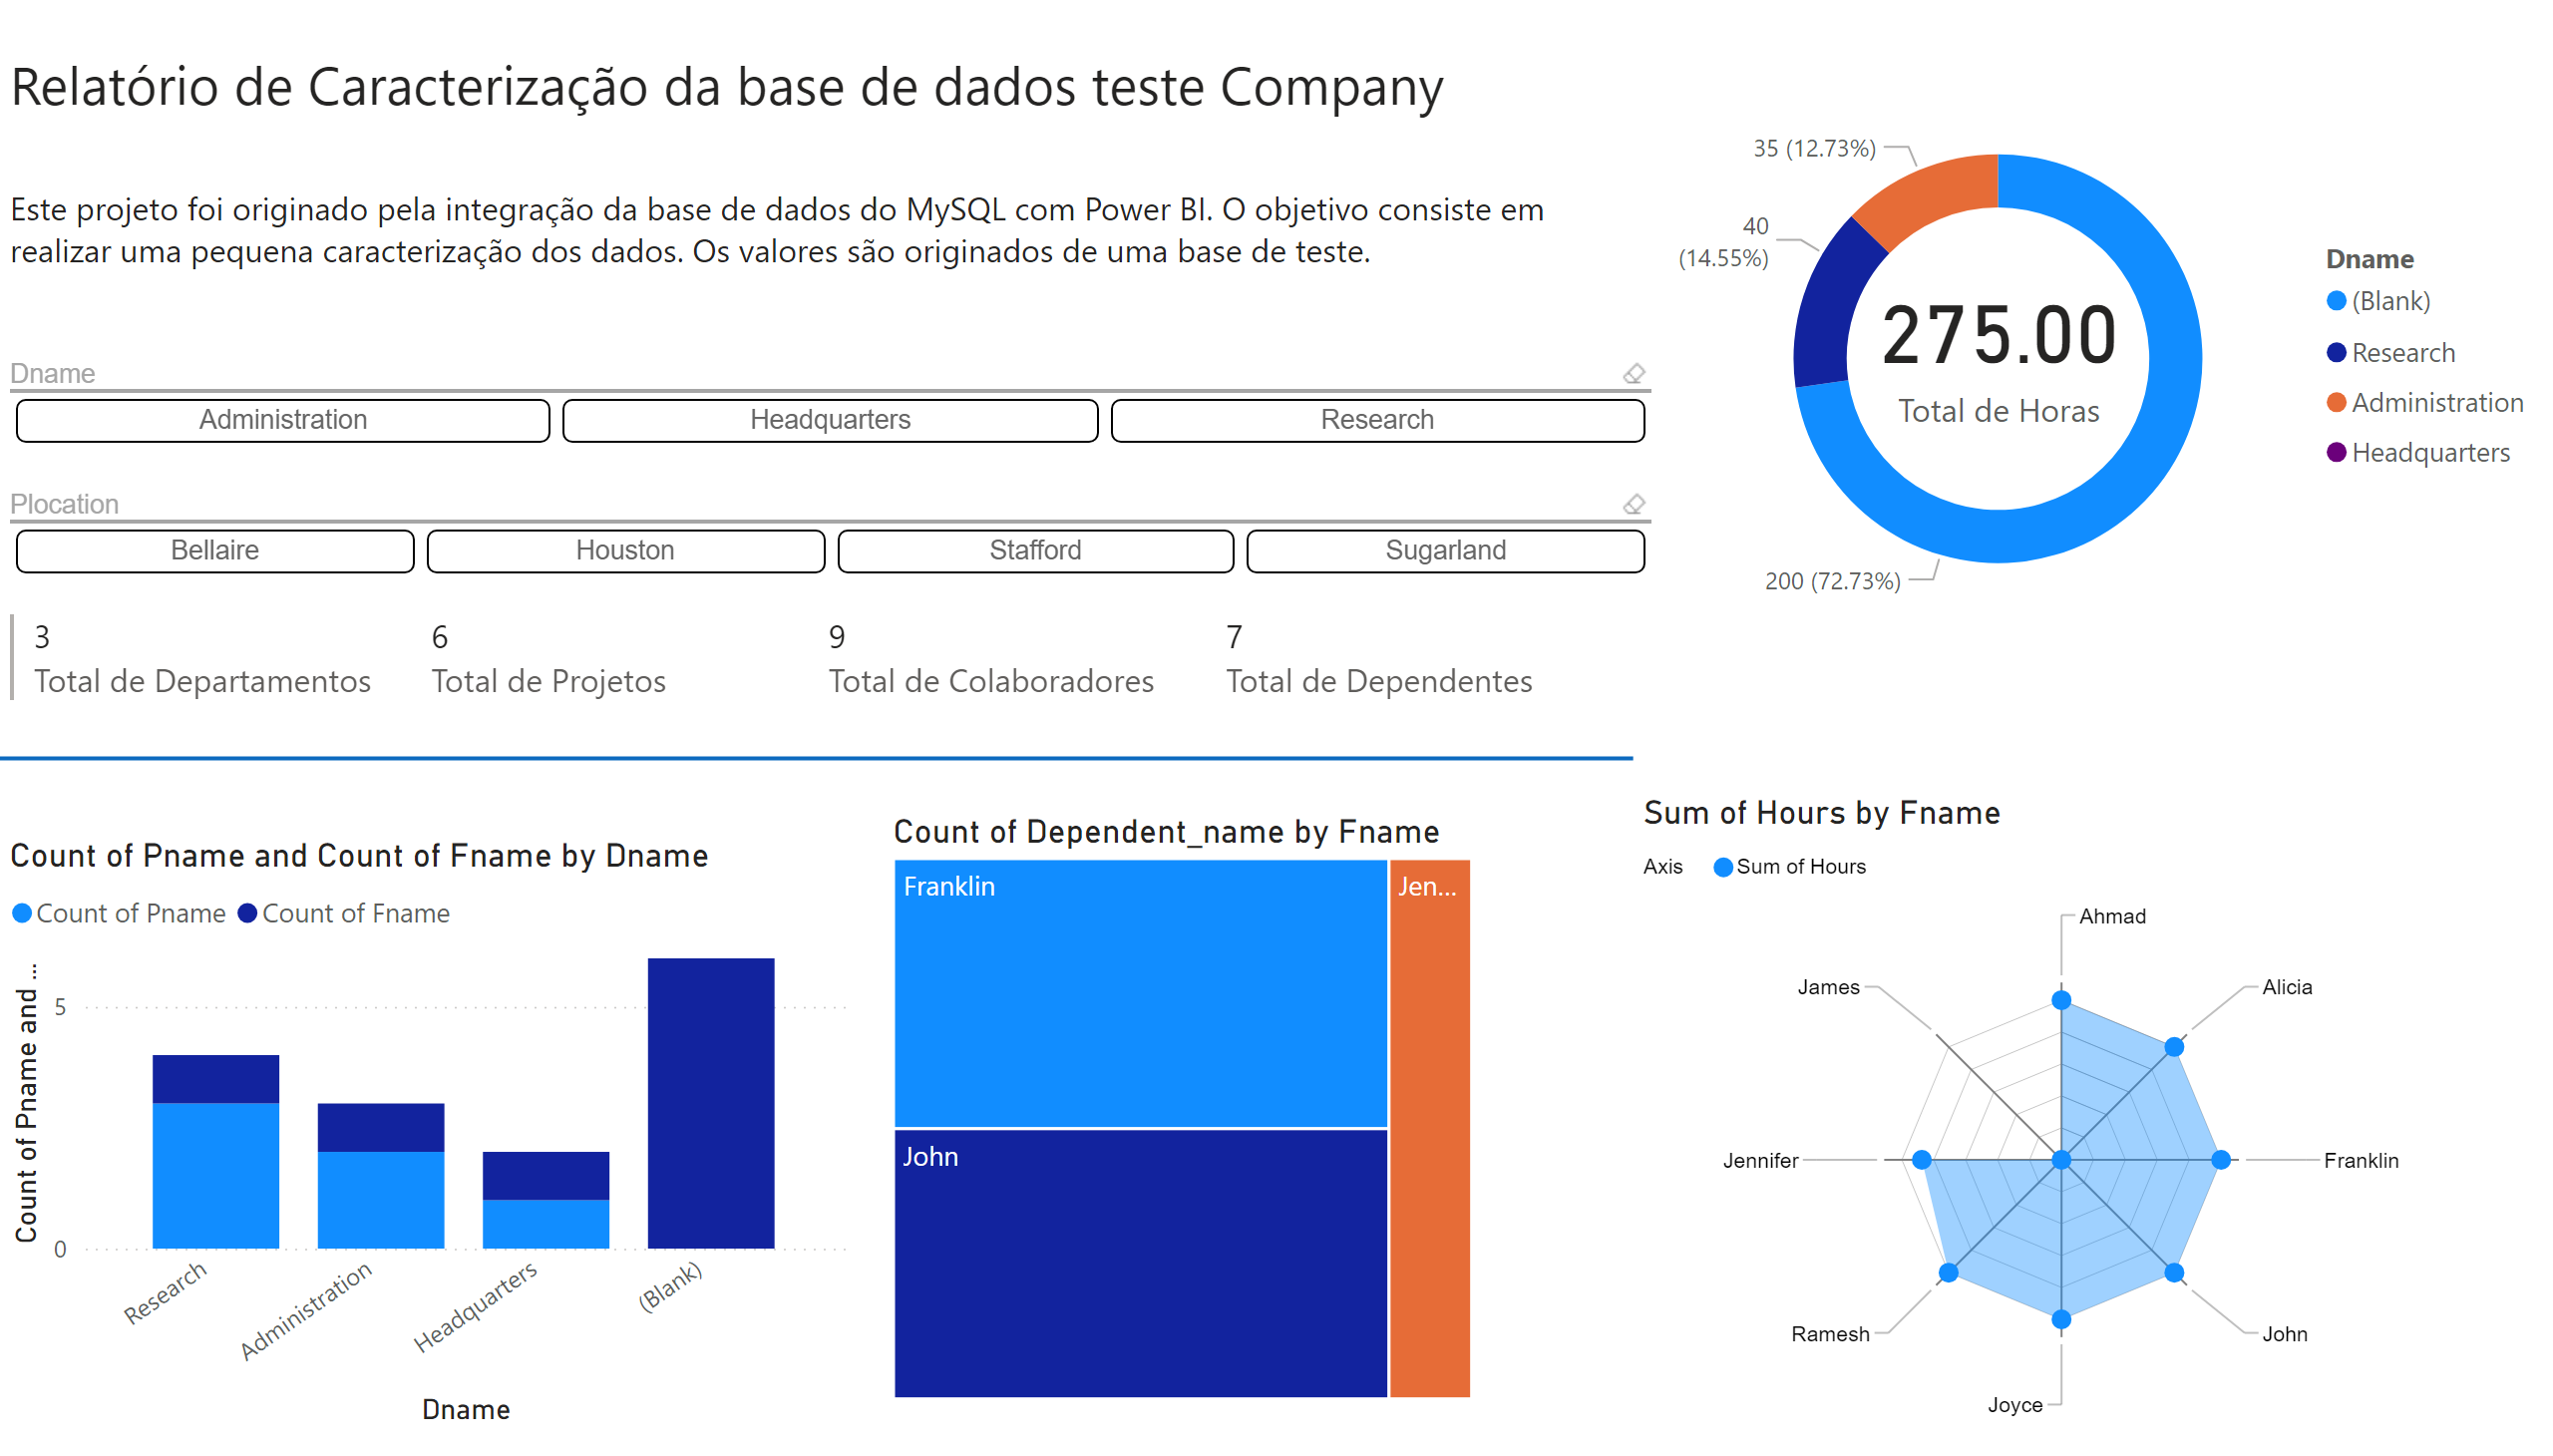 Relatório de Caracterização da base de dados teste Company
Este projeto foi originado pela integração da base de dados do MySQL com Power BI. O objetivo consiste em
realizar uma pequena caracterização dos dados. Os valores são originados de uma base de teste.
Dname
Administration
Headquarters
Research
Plocation
Bellaire
Houston
Stafford
Sugarland
3
Total de Departamentos
6
Total de Projetos
9
Total de Colaboradores
7
Total de Dependentes
35 (12.73%)
40
(14.55%)
275.00
Total de Horas
200 (72.73%)
Dname
(Blank)
Research
Administration
Headquarters
Count of Pname and Count of Fname by Dname
Count of Pname
Count of Fname
Count of Pname and ...
5
0
Research
Administration
Headquarters
(Blank)
Dname
Count of Dependent_name by Fname
Franklin
Jen...
John
Sum of Hours by Fname
Axis
Sum of Hours
Ahmad
James
Alicia
Jennifer
Franklin
Ramesh
John
Joyce